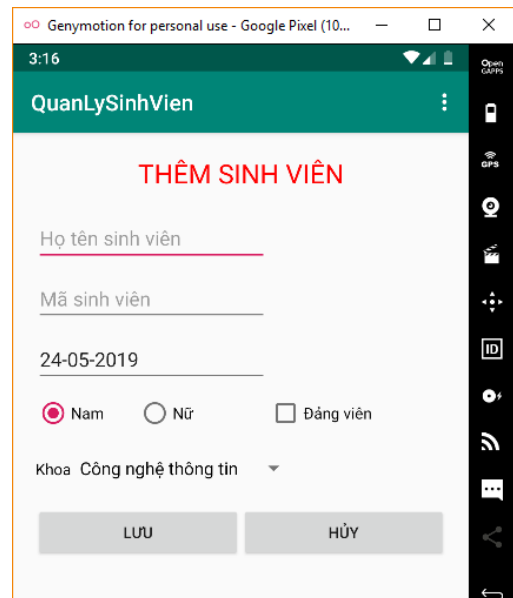 Genymotion for personal use - Google Pixel (10...
3:16
Open
GAPPS
QuanLySinhVien
GPS
THÊM SINH VIÊN
Họ tên sinh viên
Mã sinh viên
24-05-2019
ID
Nam Nữ Đảng viên
Khoa Công nghệ thông tin
LƯU HỦY